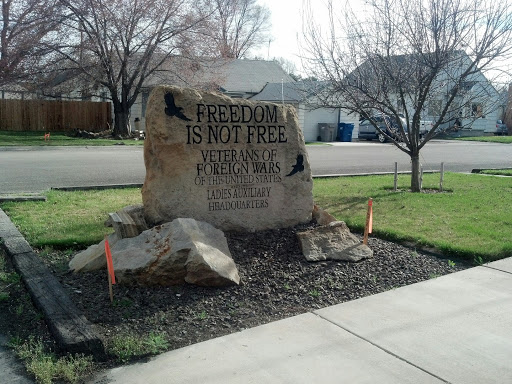 FREEDOM
IS NOT FREE
VETERANS OF
FOREIGN WARS
OF THE UNITED STATES
LADIES AUXILIARY
HEADQUARTERS